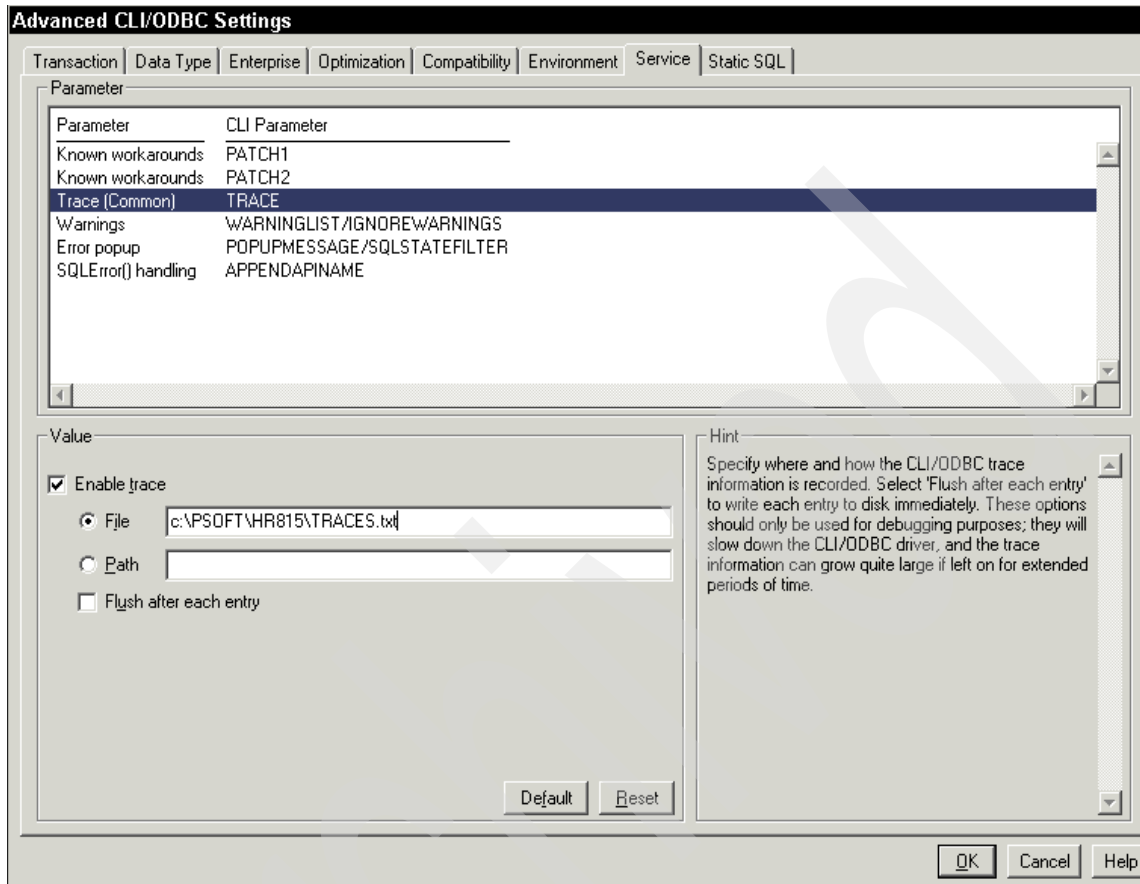 Advanced CLI/ODBC Settings
Transaction Data Type Enterprise Optimization Compatibility Environment Service Static SQL
Parameter
Parameter CLI Parameter
Known workarounds PATCH1
Known workarounds PATCH2
Trace (Common) TRACE
Warnings WARNINGLIST/IGNOREWARNINGS
Error popup POPUPMESSAGE/SQLSTATEFILTER
SQLError() handling APPENDAPINAME
Value
Enable trace
File c:\PSOFT\HR815\TRACES.txt
Path
Flush after each entry
Default Reset
Hint
Specify where and how the CLI/ODBC trace
information is recorded. Select 'Flush after each entry'
to write each entry to disk immediately. These options
should only be used for debugging purposes; they will
slow down the CLI/ODBC driver, and the trace
information can grow quite large if left on for extended
periods of time.
OK Cancel Help